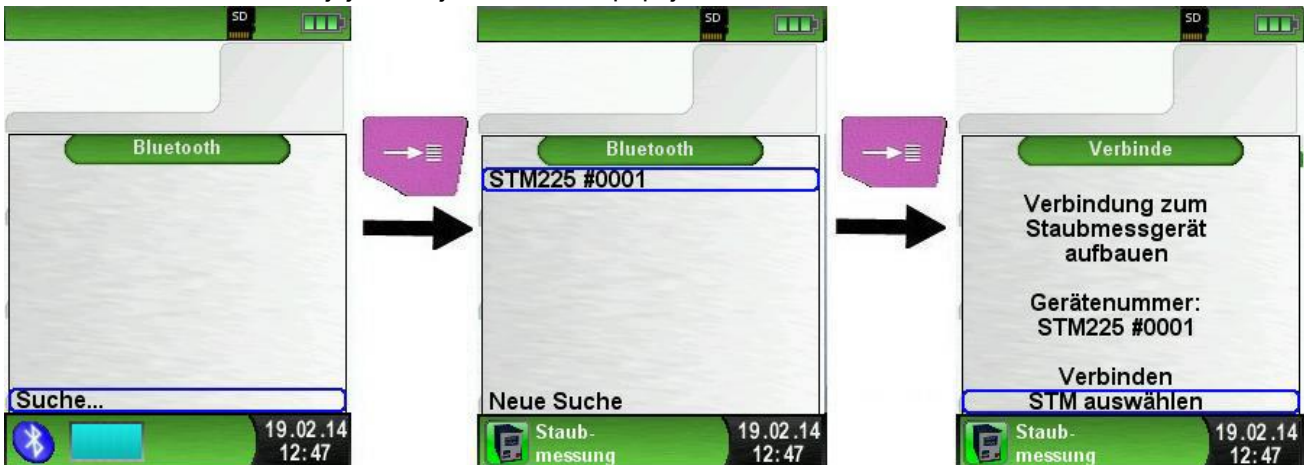 SD
Bluetooth
Suche...
19.02.14
12:47
SD
Bluetooth
STM225 #0001
Neue Suche
Staub-
messung
19.02.14
12:47
SD
Verbinde
Verbindung zum
Staubmessgerät
aufbauen
Gerätenummer:
STM225 #0001
Verbinden
STM auswählen
Staub-
messung
19.02.14
12:47